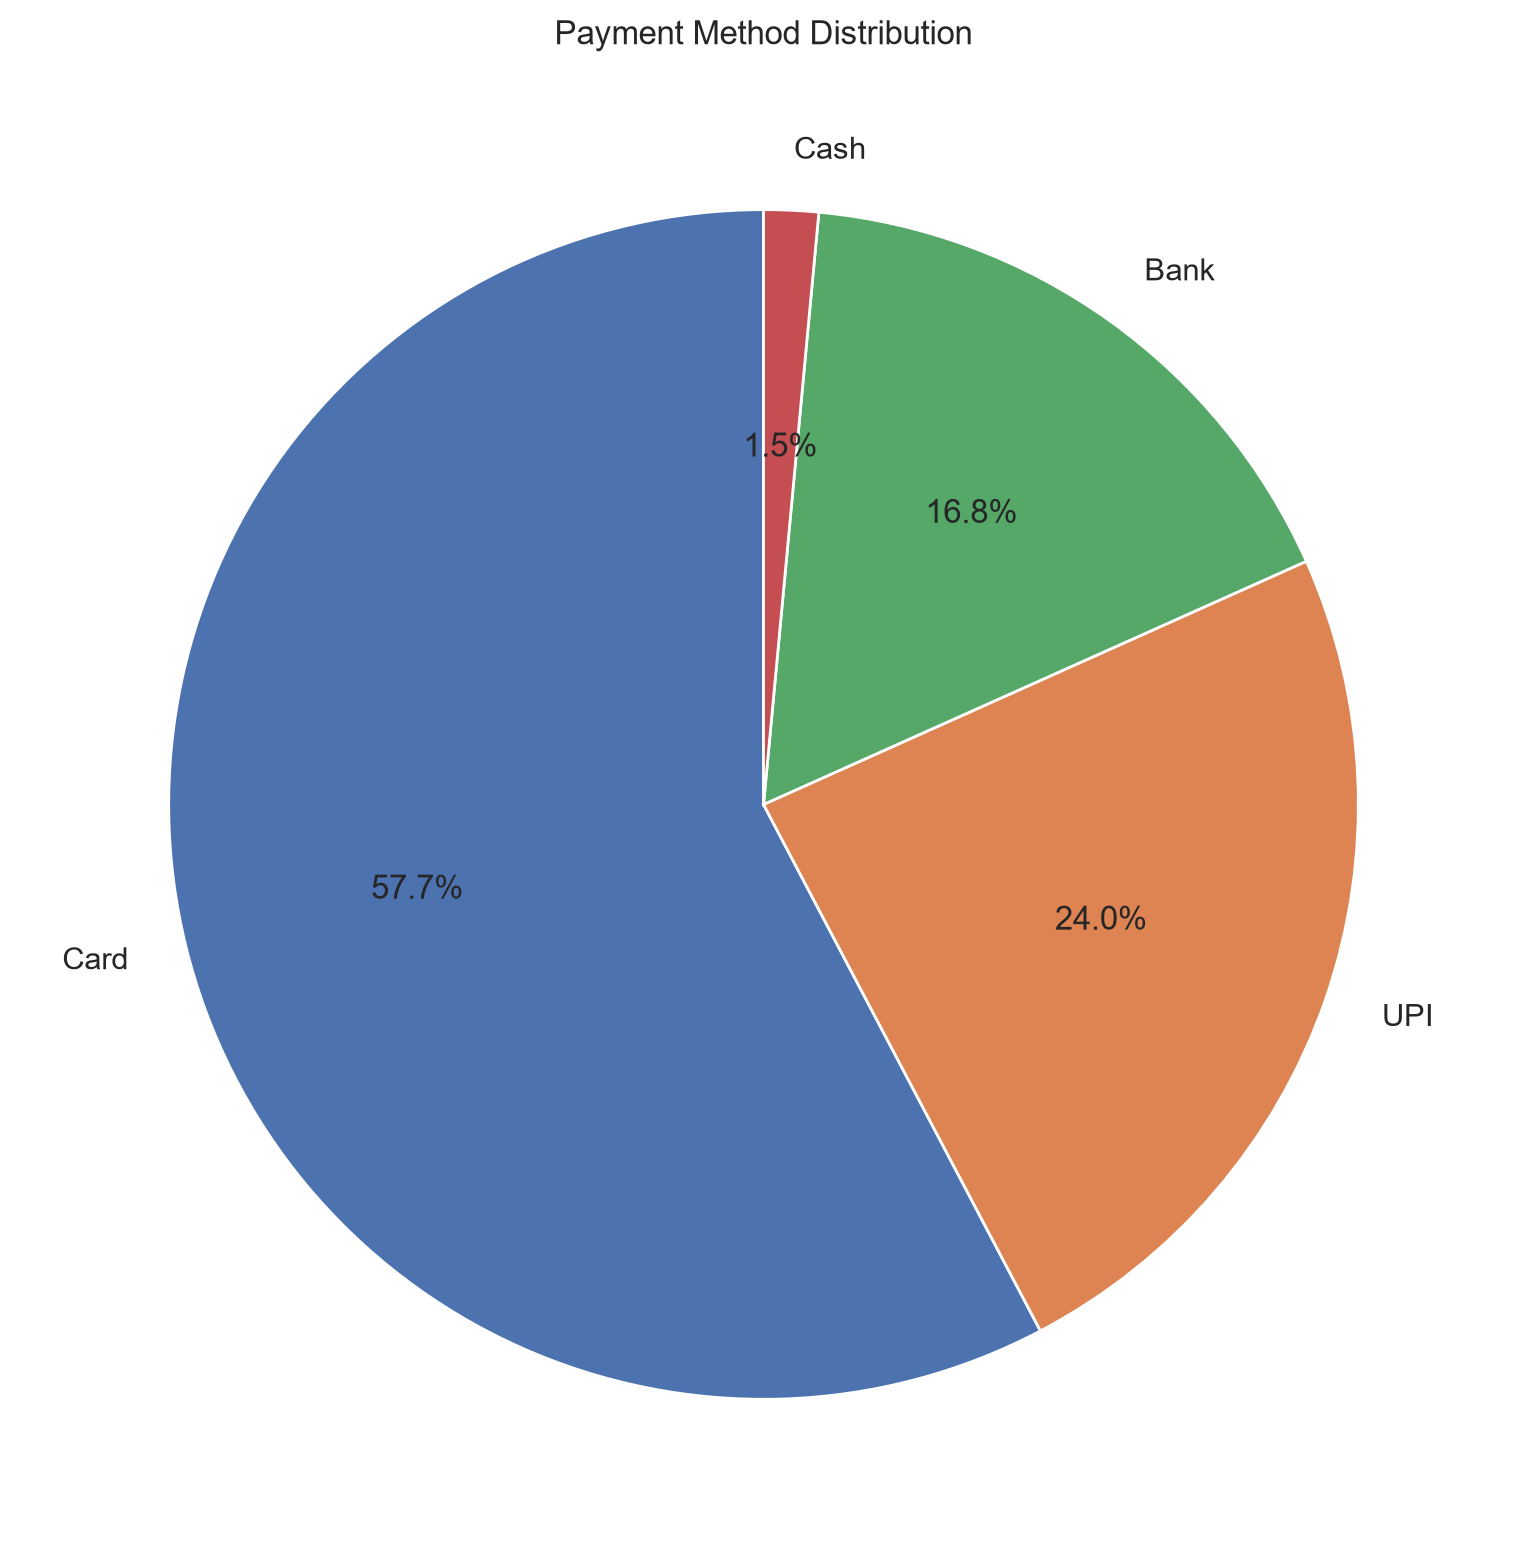 Payment Method Distribution
Cash
Bank
1.5%
16.8%
57.7%
24.0%
Card
UPI